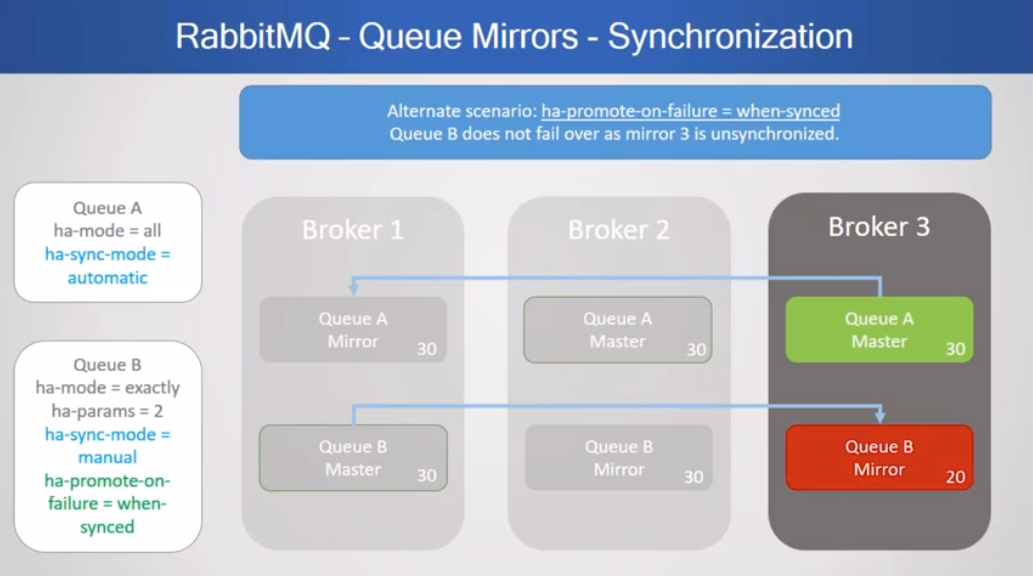 RabbitMQ - Queue Mirrors - Synchronization
Alternate scenario: ha-promote-on-failure = when-synced
Queue B does not fail over as mirror 3 is unsynchronized.
Queue A
ha-mode = all
ha-sync-mode =
automatic
Queue B
ha-mode = exactly
ha-params = 2
ha-sync-mode =
manual
ha-promote-on-
failure = when-
synced
Broker 1
Queue A
Mirror
30
Queue B
Master
30
Broker 2
Queue A
Master
30
Queue B
Mirror
30
Broker 3
Queue A
Master
30
Queue B
Mirror
20